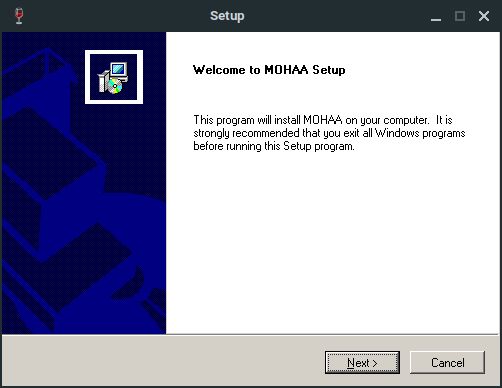 Setup
Welcome to MOHAA Setup
This program will install MOHAA on your computer. It is
strongly recommended that you exit all Windows programs
before running this Setup program.
Next >
Cancel